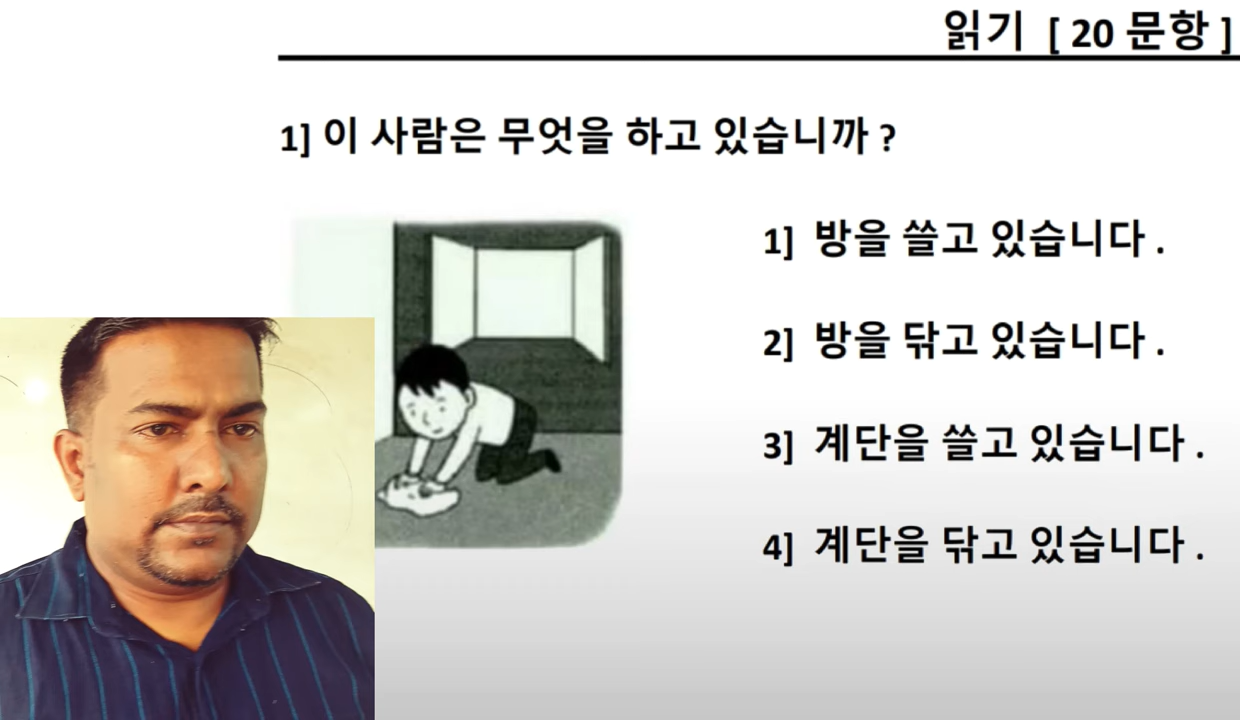 읽기 [ 20 문항 ]
1] 이 사람은 무엇을 하고 있습니까 ?
1] 방을 쓸고 있습니다 .
2] 방을 닦고 있습니다 .
3] 계단을 쓸고 있습니다 .
4] 계단을 닦고 있습니다 .